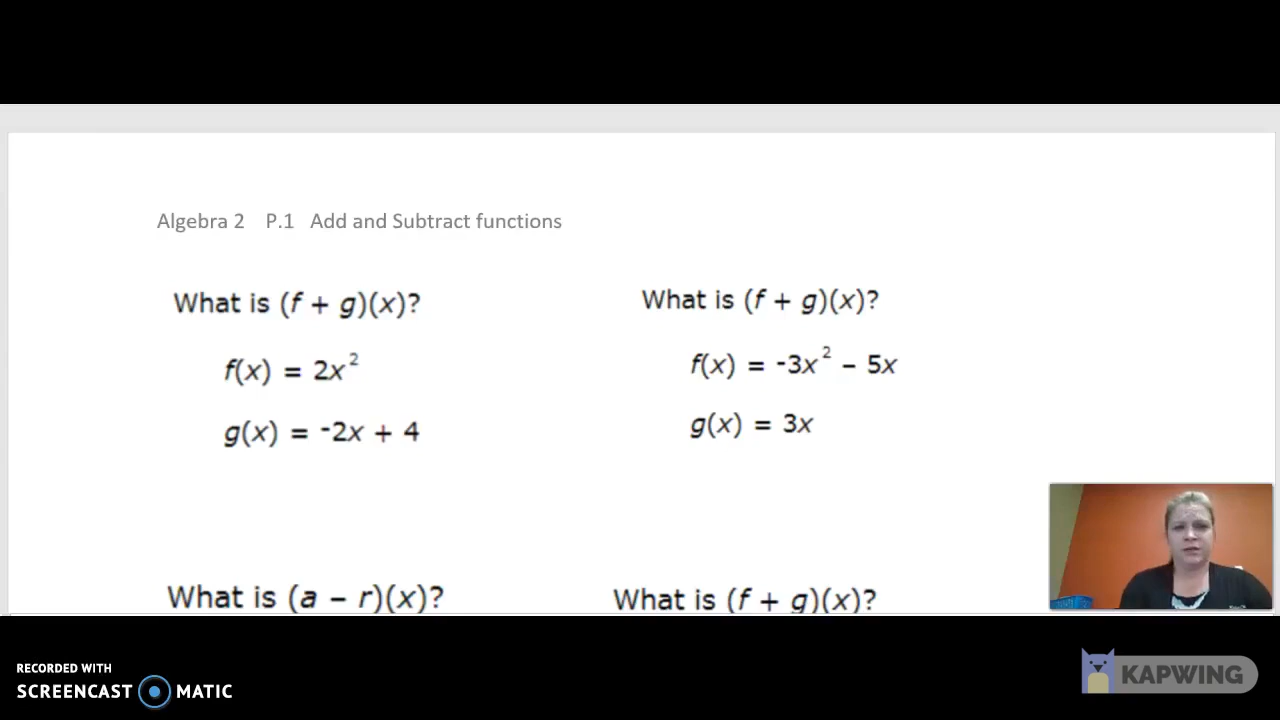 Algebra 2 P.1 Add and Subtract functions
What is (f + g)(x)?
f(x) = 2x²
g(x) = -2x + 4
What is (f + g)(x)?
f(x) = -3x² – 5x
g(x) = 3x
What is (a – r)(x)?
What is (f + g)(x)?
RECORDED WITH
SCREENCAST MATIC
KAPWING